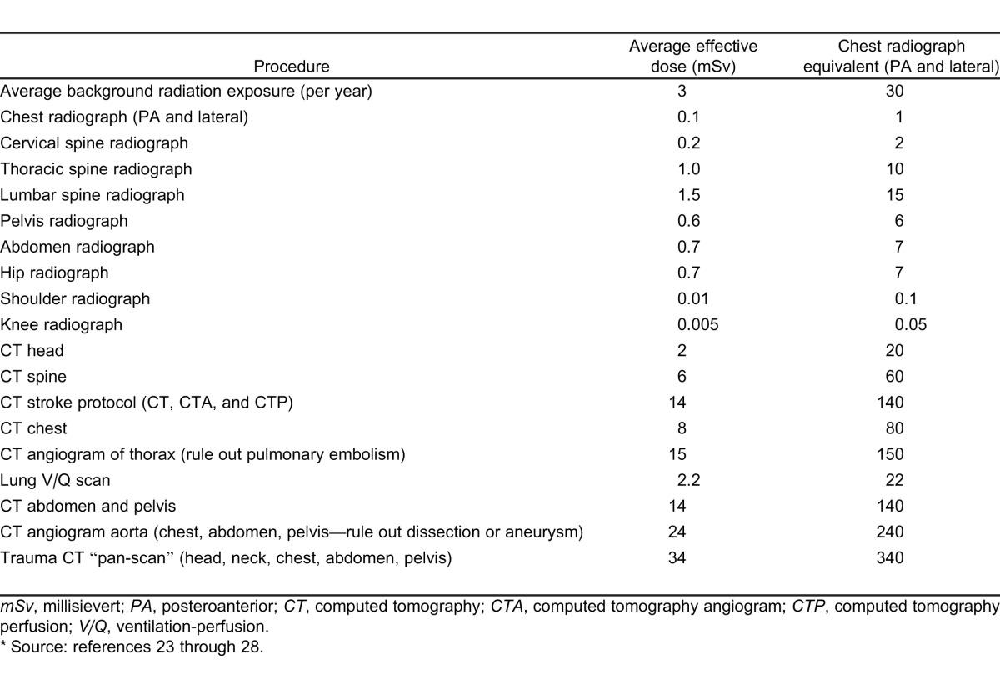 Procedure Average effective dose (mSv) Chest radiograph equivalent (PA and lateral)
Average background radiation exposure (per year) 3 30
Chest radiograph (PA and lateral) 0.1 1
Cervical spine radiograph 0.2 2
Thoracic spine radiograph 1.0 10
Lumbar spine radiograph 1.5 15
Pelvis radiograph 0.6 6
Abdomen radiograph 0.7 7
Hip radiograph 0.7 7
Shoulder radiograph 0.01 0.1
Knee radiograph 0.005 0.05
CT head 2 20
CT spine 6 60
CT stroke protocol (CT, CTA, and CTP) 14 140
CT chest 8 80
CT angiogram of thorax (rule out pulmonary embolism) 15 150
Lung V/Q scan 2.2 22
CT abdomen and pelvis 14 140
CT angiogram aorta (chest, abdomen, pelvis—rule out dissection or aneurysm) 24 240
Trauma CT “pan-scan” (head, neck, chest, abdomen, pelvis) 34 340
mSv, millisievert; PA, posteroanterior; CT, computed tomography; CTA, computed tomography angiogram; CTP, computed tomography
perfusion; V/Q, ventilation-perfusion.
* Source: references 23 through 28.